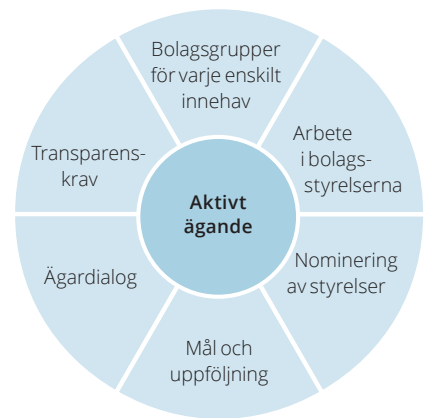 Bolagsgrupper
för varje enskilt
innehav
Arbete
i bolags-
styrelserna
Nominering
av styrelser
Mål och
uppföljning
Ägardialog
Transparens-
krav
Aktivt
ägande